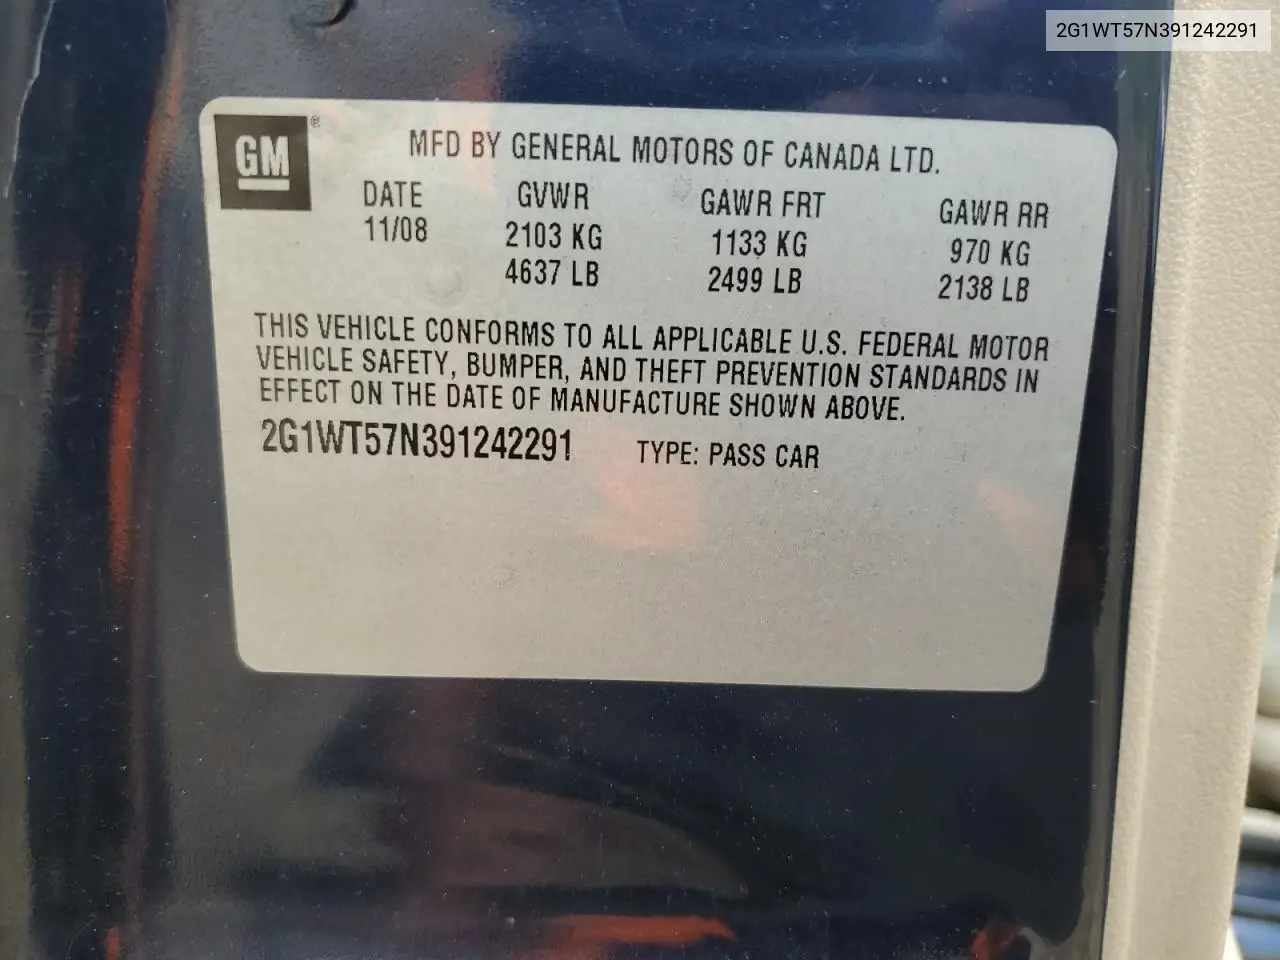 2G1WT57N391242291
GM ®
MFD BY GENERAL MOTORS OF CANADA LTD.
DATE GVWR GAWR FRT GAWR RR
11/08 2103 KG 1133 KG 970 KG
4637 LB 2499 LB 2138 LB
THIS VEHICLE CONFORMS TO ALL APPLICABLE U.S. FEDERAL MOTOR
VEHICLE SAFETY, BUMPER, AND THEFT PREVENTION STANDARDS IN
EFFECT ON THE DATE OF MANUFACTURE SHOWN ABOVE.
2G1WT57N391242291 TYPE: PASS CAR